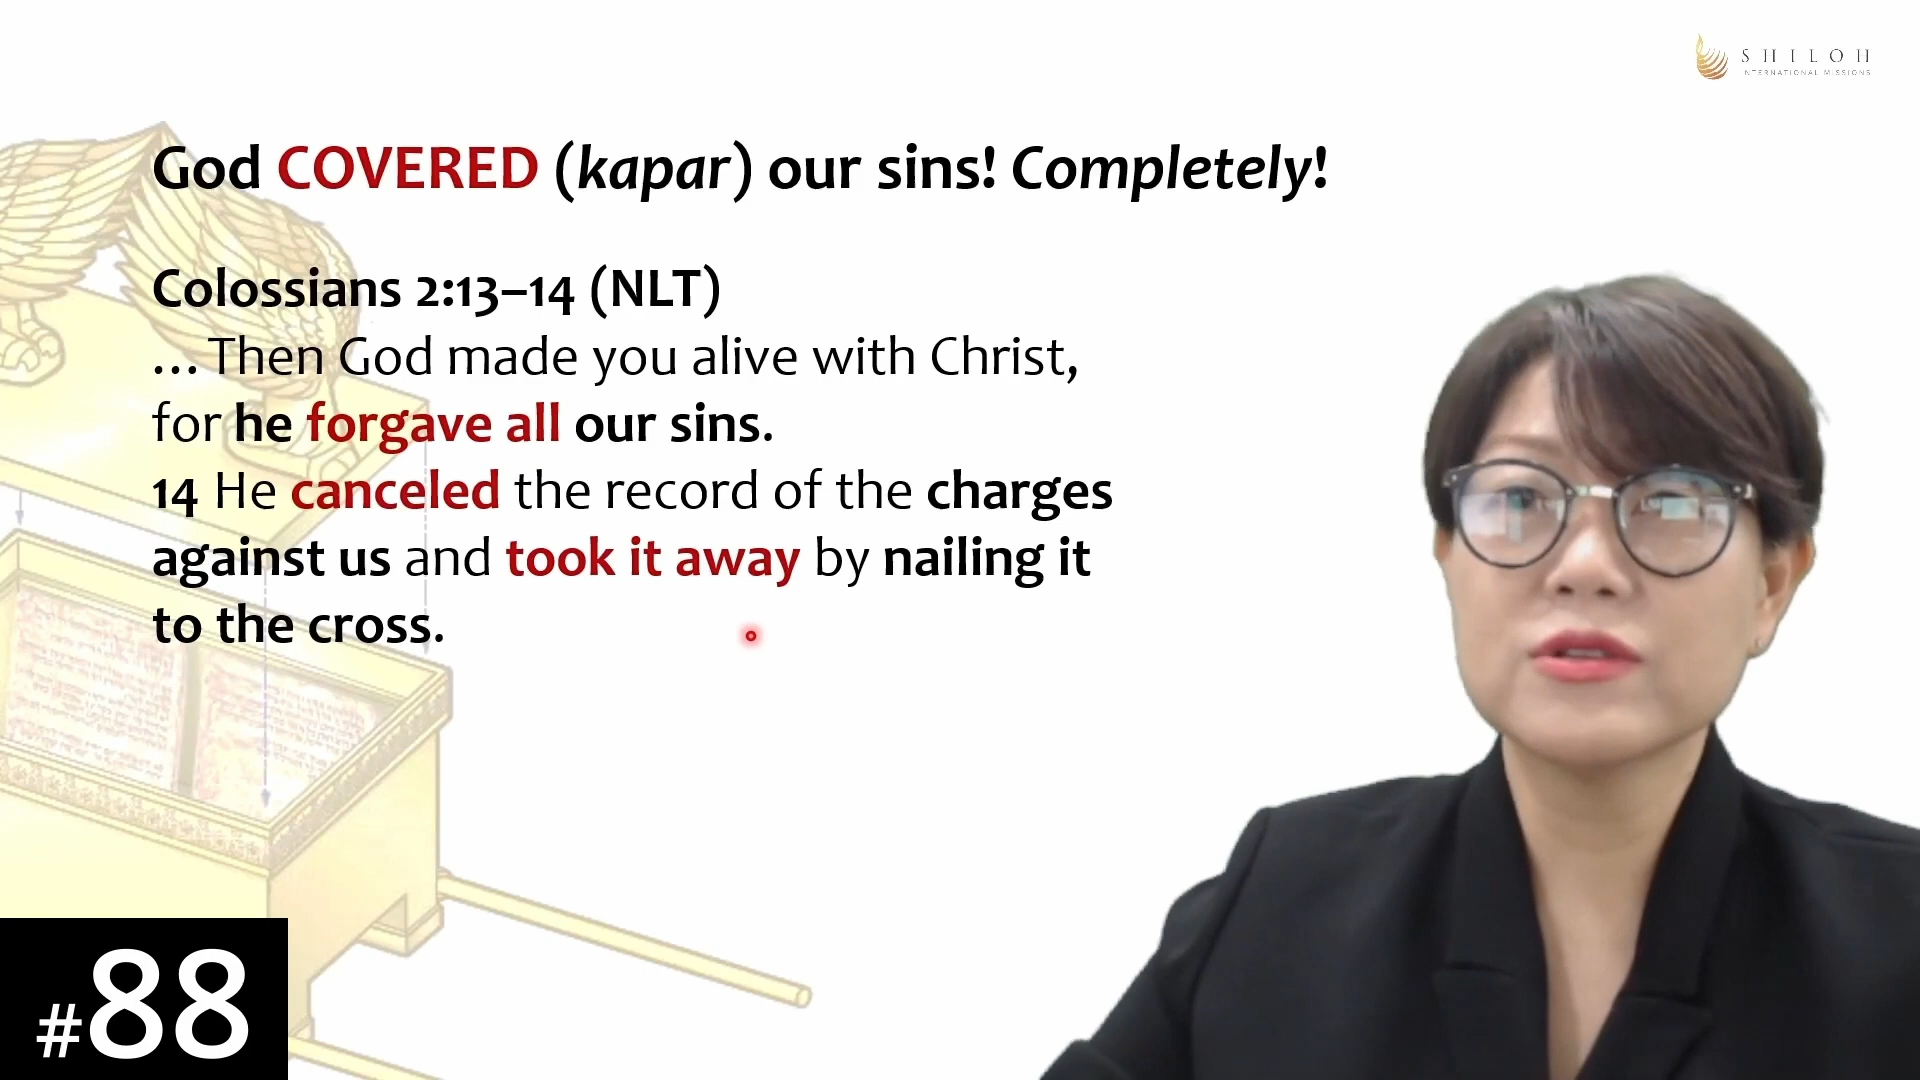 SHILOH
INTERNATIONAL MISSIONS
God COVERED (kapar) our sins! Completely!
Colossians 2:13–14 (NLT)
…Then God made you alive with Christ,
for he forgave all our sins.
14 He canceled the record of the charges
against us and took it away by nailing it
to the cross.
#88